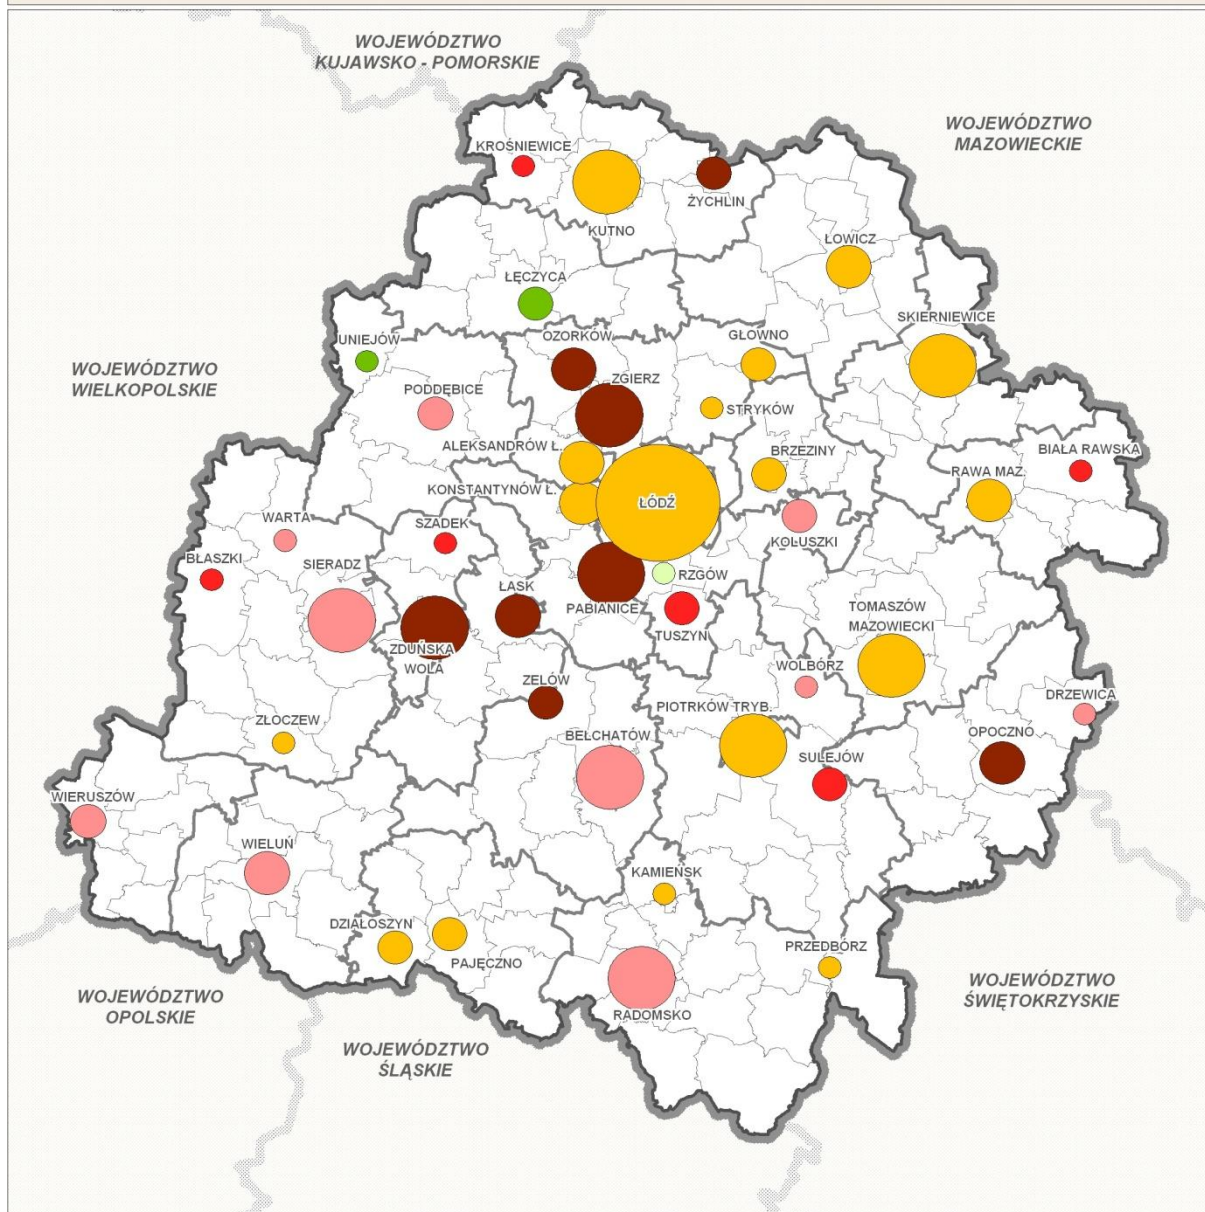 WOJEWÓDZTWO
KUJAWSKO - POMORSKIE
WOJEWÓDZTWO
MAZOWIECKIE
KROŚNIEWICE
KUTNO
ŻYCHLIN
ŁOWICZ
ŁĘCZYCA
SKIERNIEWICE
UNIEJÓW
OZORKÓW
GŁOWNO
WOJEWÓDZTWO
WIELKOPOLSKIE
ZGIERZ
PODDĘBICE
STRYKÓW
ALEKSANDRÓW Ł.
BRZEZINY
BIAŁA RAWSKA
RAWA MAZ.
KONSTANTYNÓW Ł.
ŁÓDŹ
WARTA
SZADEK
KOLUSZKI
BŁASZKI
SIERADZ
RZGÓW
ŁASK
PABIANICE
TUSZYN
TOMASZÓW
MAZOWIECKI
ZDUŃSKA
WOLA
WOLBÓRZ
ZELÓW
DRZEWICA
PIOTRKÓW TRYB.
ZŁOCZEW
BEŁCHATÓW
OPOCZNO
SULEJÓW
WIERUSZÓW
WIELUŃ
KAMIEŃSK
DZIAŁOSZYN
PAJĘCZNO
PRZEDBÓRZ
WOJEWÓDZTWO
OPOLSKIE
RADOMSKO
WOJEWÓDZTWO
ŚWIĘTOKRZYSKIE
WOJEWÓDZTWO
ŚLĄSKIE